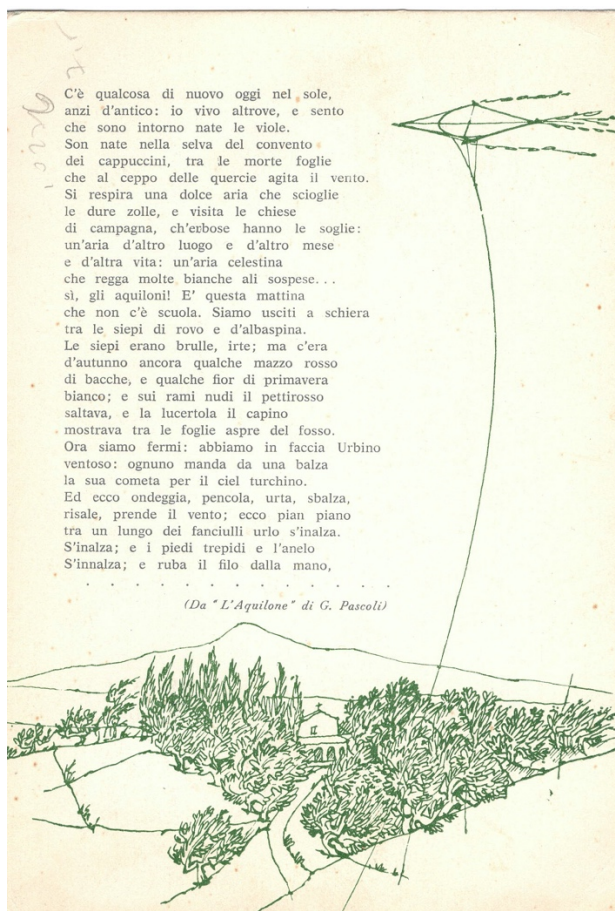 C'è qualcosa di nuovo oggi nel sole,
anzi d'antico: io vivo altrove, e sento
che sono intorno nate le viole.
Son nate nella selva del convento
dei cappuccini, tra le morte foglie
che al ceppo delle quercie agita il vento.
Si respira una dolce aria che scioglie
le dure zolle, e visita le chiese
di campagna, ch'erbose hanno le soglie:
un'aria d'altro luogo e d'altro mese
e d'altra vita: un'aria celestina
che regga molte bianche ali sospese...
sì, gli aquiloni! E' questa mattina
che non c'è scuola. Siamo usciti a schiera
tra le siepi di rovo e d'albaspina.
Le siepi erano brulle, irte; ma c'era
d'autunno ancora qualche mazzo rosso
di bacche, e qualche fior di primavera
bianco; e sui rami nudi il pettirosso
saltava, e la lucertola il capino
mostrava tra le foglie aspre del fosso.
Ora siamo fermi: abbiamo in faccia Urbino
ventoso: ognuno manda da una balza
la sua cometa per il ciel turchino.
Ed ecco ondeggia, pencola, urta, sbalza,
risale, prende il vento; ecco pian piano
tra un lungo dei fanciulli urlo s'inalza.
S'inalza; e i piedi trepidi e l'anelo
S'innalza; e ruba il filo dalla mano,
. . . . . . . . . . . . . .
(Da "L'Aquilone" di G. Pascoli)